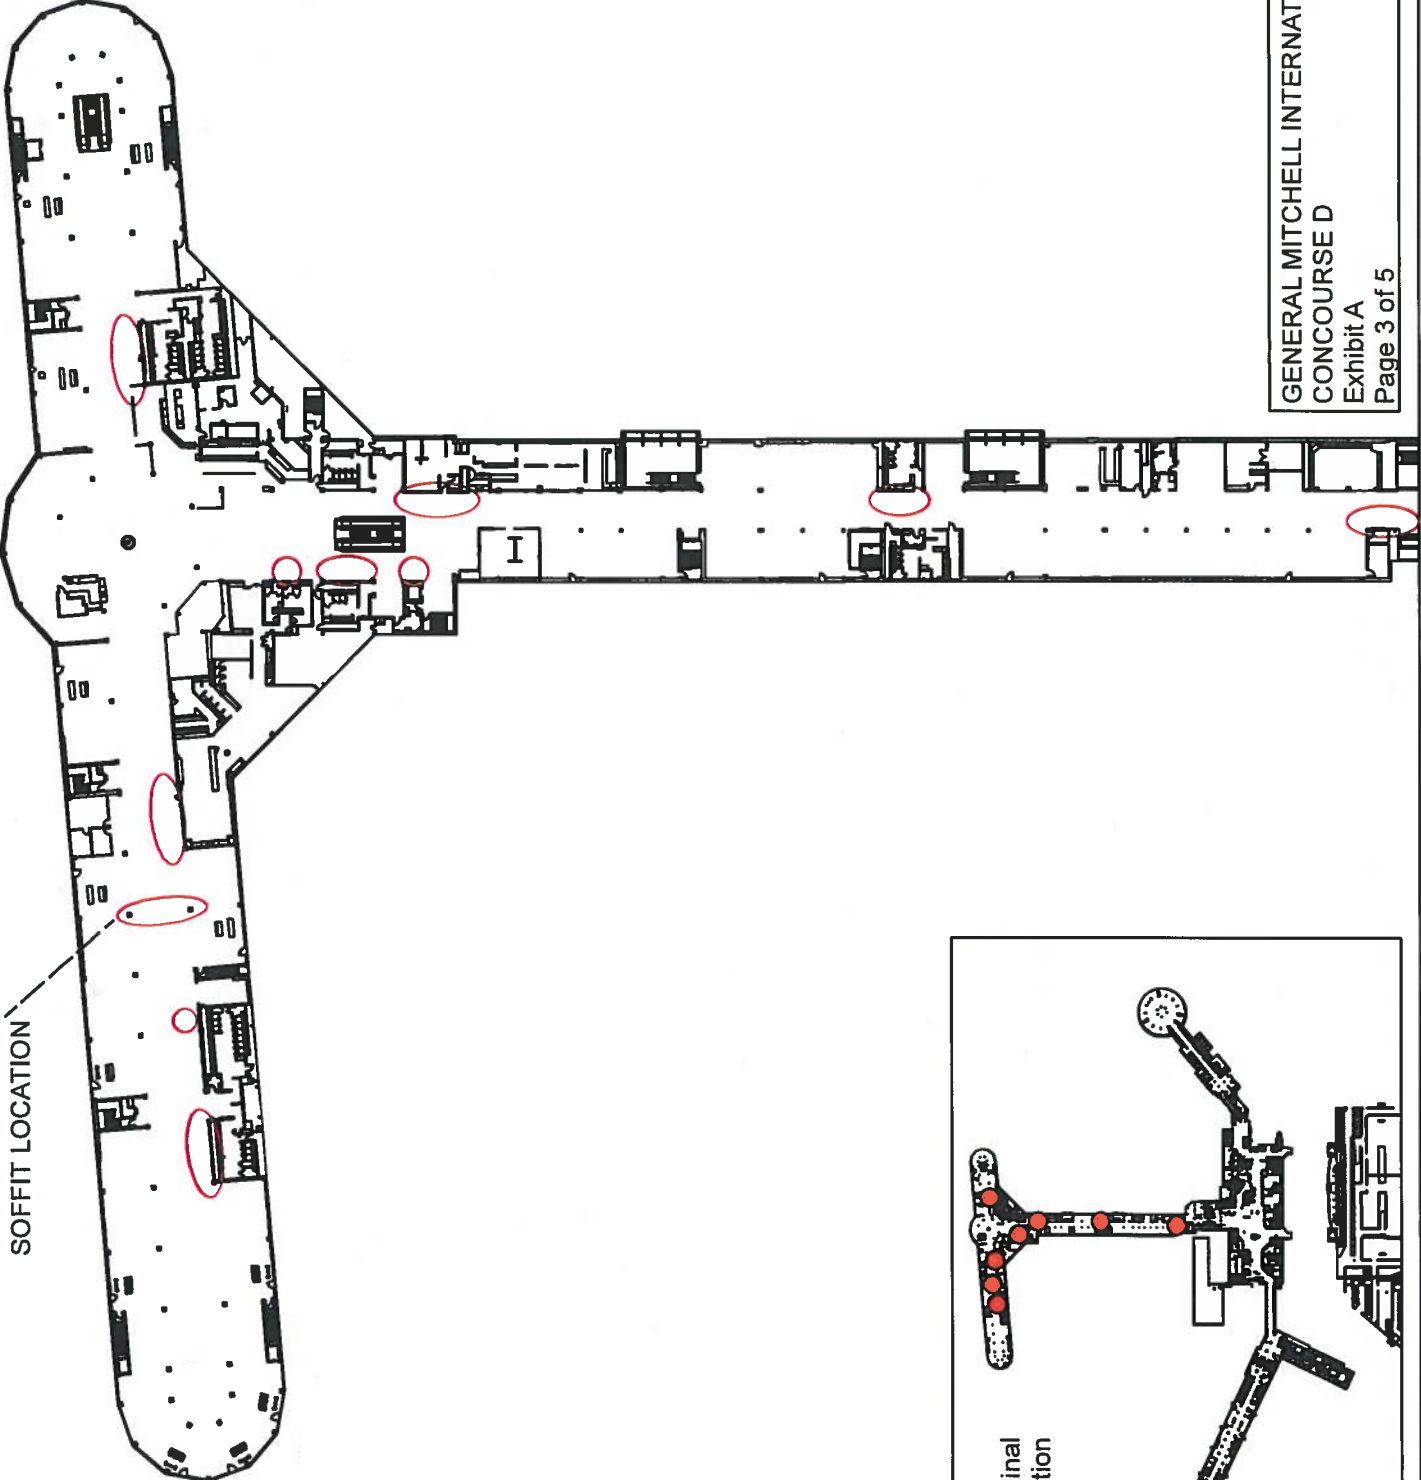 SOFFIT LOCATION
GENERAL MITCHELL INTERNAT
CONCOURSE D
Exhibit A
Page 3 of 5
inal
tion